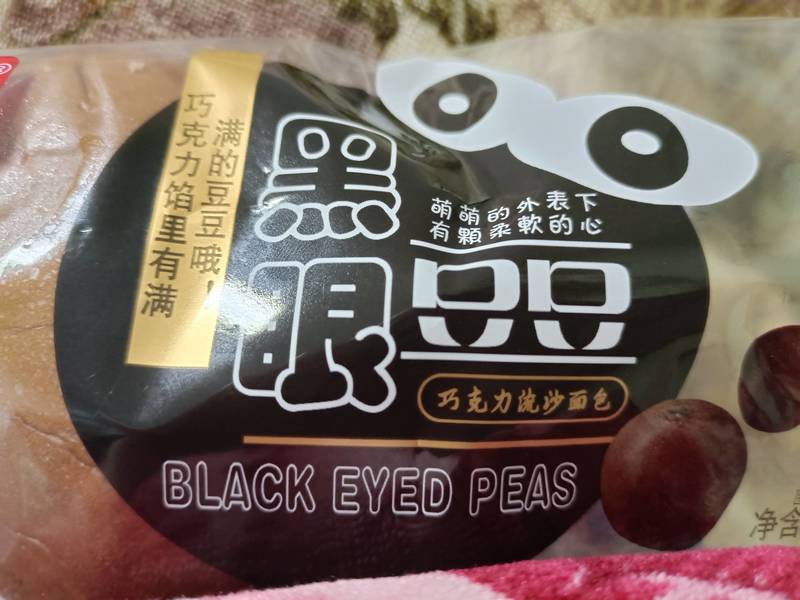 巧克力馅里有满
满的豆豆哦！
黑眼豆豆
萌萌的外表下
有顆柔軟的心
巧克力流沙面包
BLACK EYED PEAS
净含